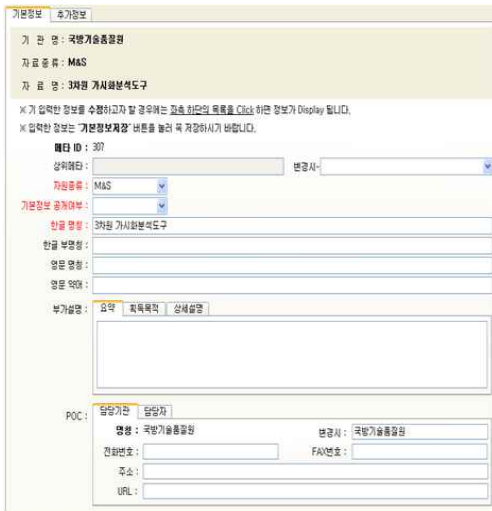 기본정보 추가정보
기 관 명 : 국방기술품질원
자료종류 : M&S
자 료 명 : 3차원 가시화분석도구
※ 기 입력한 정보를 수정하고자 할 경우에는 좌측 하단의 목록을 Click 하면 정보가 Display 됩니다.
※ 입력한 정보는 "기본정보저장" 버튼을 눌러 꼭 저장하시기 바랍니다.
메타 ID : 307
상위메타 : 변경시-
자원종류 : M&S
기본정보 공개여부 :
한글 명칭 : 3차원 가시화분석도구
한글 부명칭 :
영문 명칭 :
영문 약어 :
부가설명 : 요약 획득목적 상세설명
POC : 담당기관 담당자
명칭 : 국방기술품질원 변경시 : 국방기술품질원
전화번호 : FAX번호 :
주소 :
URL :